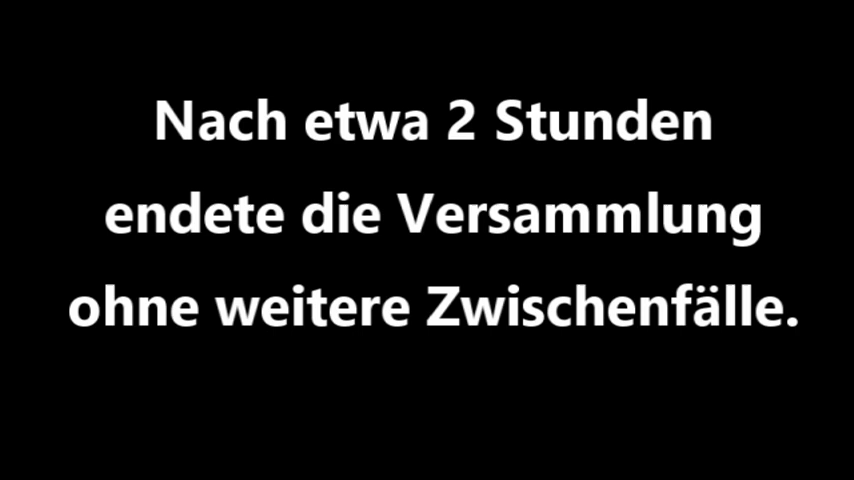 Nach etwa 2 Stunden
endete die Versammlung
ohne weitere Zwischenfälle.